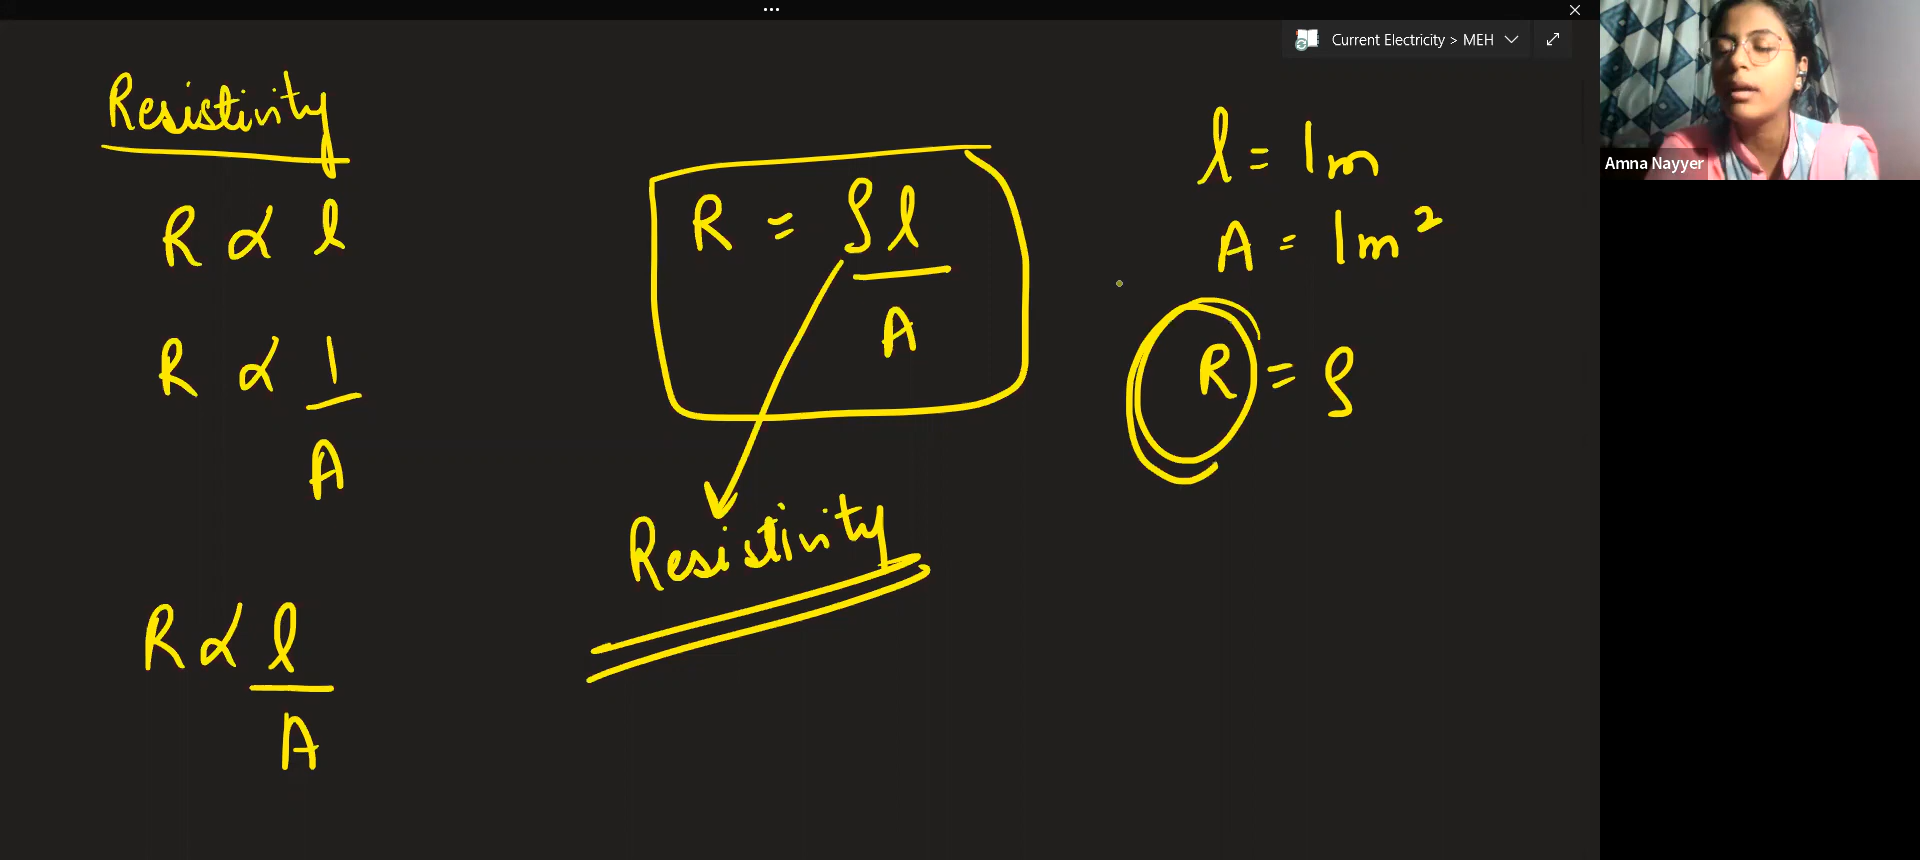 Current Electricity > MEH
Amna Nayyer
Resistivity
R ∝ l
R ∝ 1
A
R ∝ l
A
R = ρl
A
Resistivity
l = 1m
A = 1m²
R = ρ